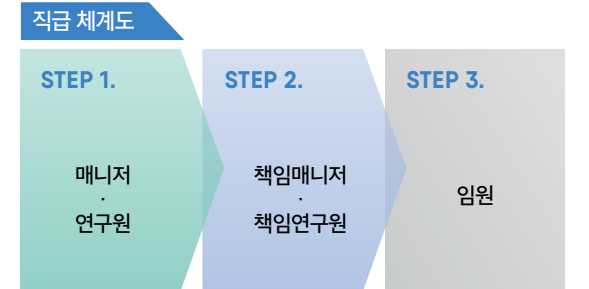 직급 체계도
STEP 1.
매니저
·
연구원
STEP 2.
책임매니저
·
책임연구원
STEP 3.
임원